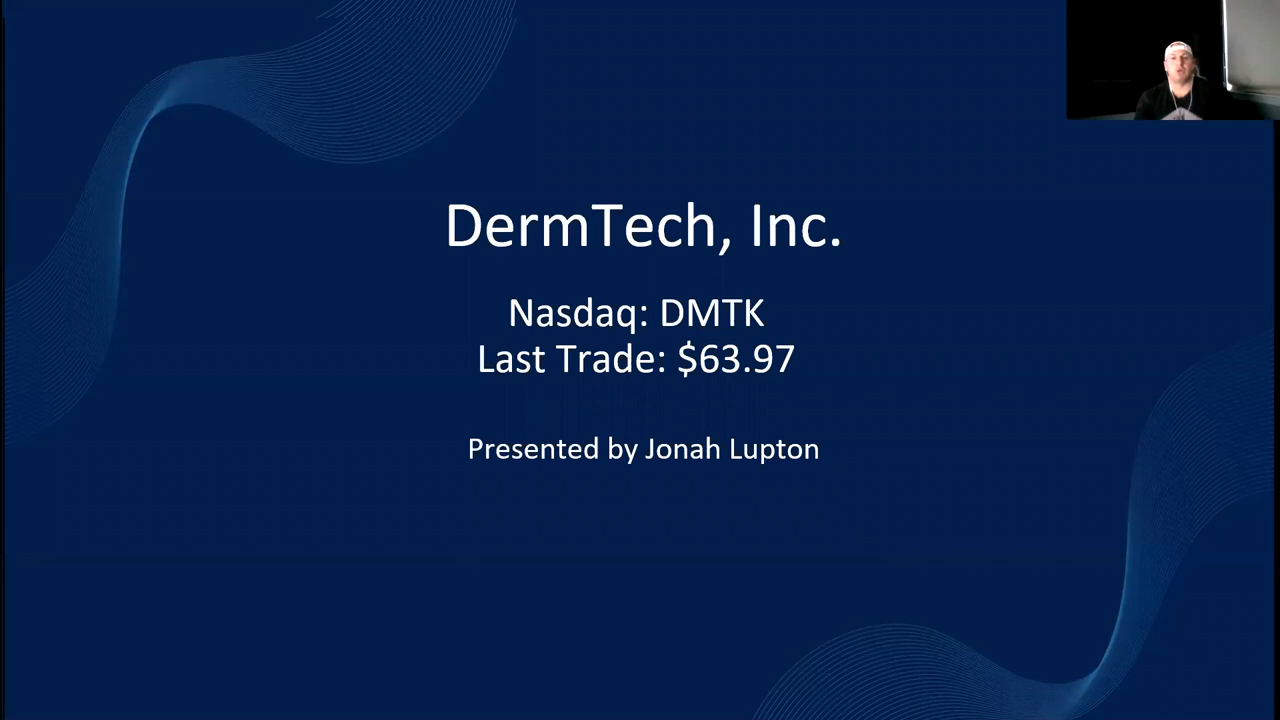 DermTech, Inc.
Nasdaq: DMTK
Last Trade: $63.97
Presented by Jonah Lupton